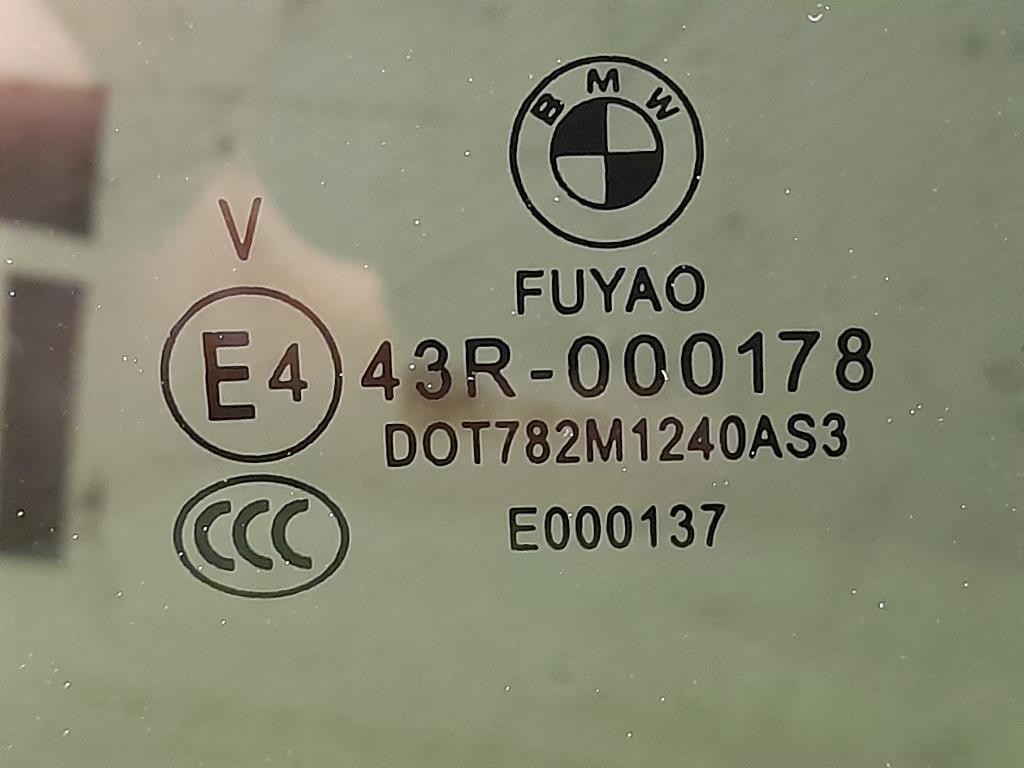 BMW
FUYAO
V
E4 43R-000178
DOT782M1240AS3
CCC
E000137